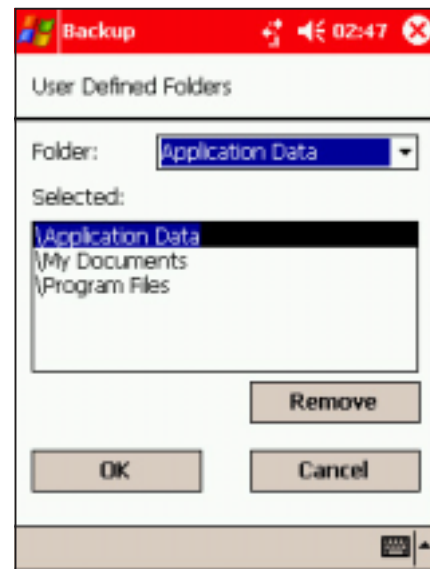 Backup 02:47
User Defined Folders
Folder: Application Data
Selected:
\Application Data
\My Documents
\Program Files
Remove
OK Cancel